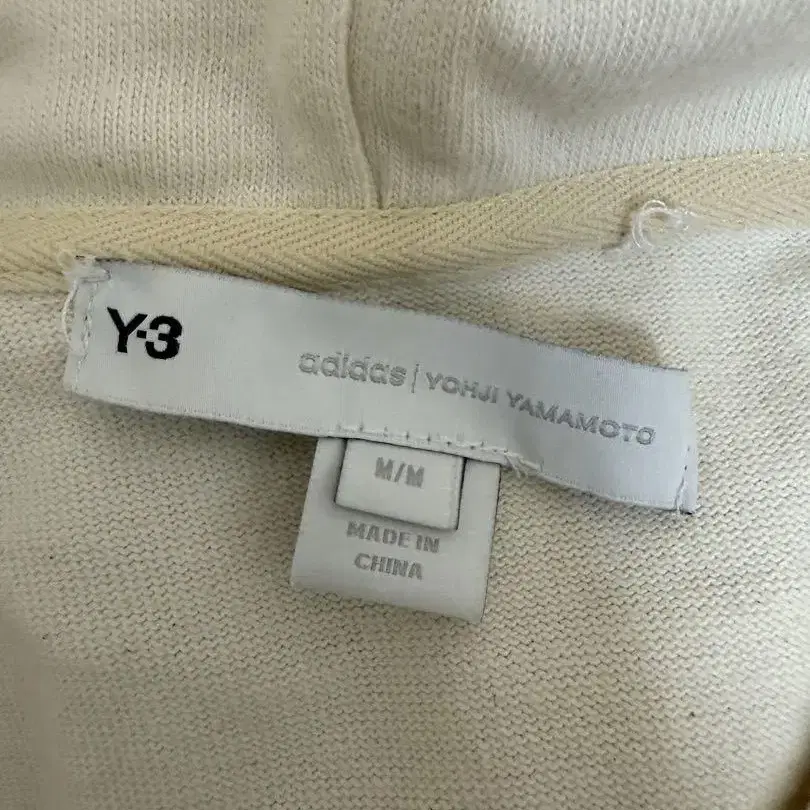 Y-3
adidas | YOHJI YAMAMOTO
M/M
MADE IN
CHINA